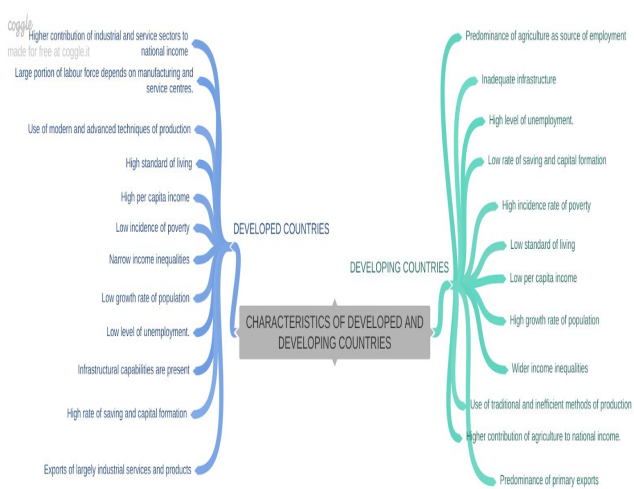 coggle
made for free at coggle.it
Higher contribution of industrial and service sectors to
national income
Large portion of labour force depends on manufacturing and
service centres.
Use of modern and advanced techniques of production
High standard of living
High per capita income
Low incidence of poverty
Narrow income inequalities
Low growth rate of population
Low level of unemployment.
Infrastructural capabilities are present
High rate of saving and capital formation
Exports of largely industrial services and products
DEVELOPED COUNTRIES
CHARACTERISTICS OF DEVELOPED AND
DEVELOPING COUNTRIES
DEVELOPING COUNTRIES
Predominance of agriculture as source of employment
Inadequate infrastructure
High level of unemployment.
Low rate of saving and capital formation
High incidence rate of poverty
Low standard of living
Low per capita income
High growth rate of population
Wider income inequalities
Use of traditional and inefficient methods of production
Higher contribution of agriculture to national income.
Predominance of primary exports